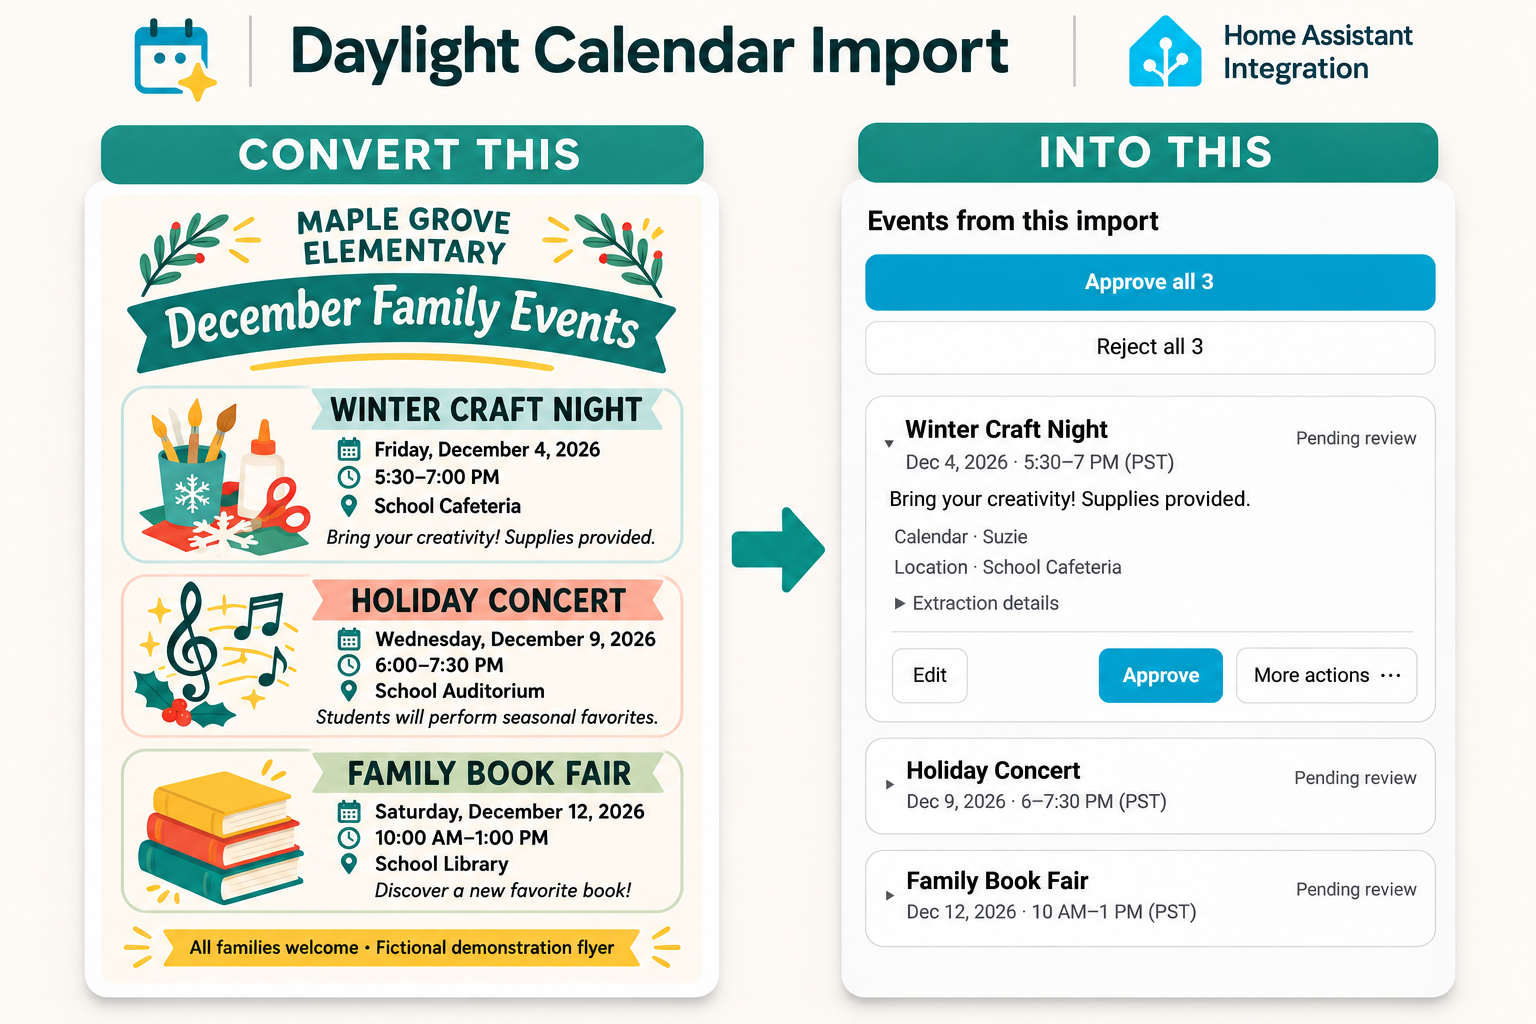 Daylight Calendar Import
Home Assistant
Integration
CONVERT THIS
MAPLE GROVE
ELEMENTARY
December Family Events
WINTER CRAFT NIGHT
Friday, December 4, 2026
5:30–7:00 PM
School Cafeteria
Bring your creativity! Supplies provided.
HOLIDAY CONCERT
Wednesday, December 9, 2026
6:00–7:30 PM
School Auditorium
Students will perform seasonal favorites.
FAMILY BOOK FAIR
Saturday, December 12, 2026
10:00 AM–1:00 PM
School Library
Discover a new favorite book!
All families welcome • Fictional demonstration flyer
INTO THIS
Events from this import
Approve all 3
Reject all 3
Winter Craft Night
Pending review
Dec 4, 2026 · 5:30–7 PM (PST)
Bring your creativity! Supplies provided.
Calendar · Suzie
Location · School Cafeteria
Extraction details
Edit
Approve
More actions ···
Holiday Concert
Pending review
Dec 9, 2026 · 6–7:30 PM (PST)
Family Book Fair
Pending review
Dec 12, 2026 · 10 AM–1 PM (PST)